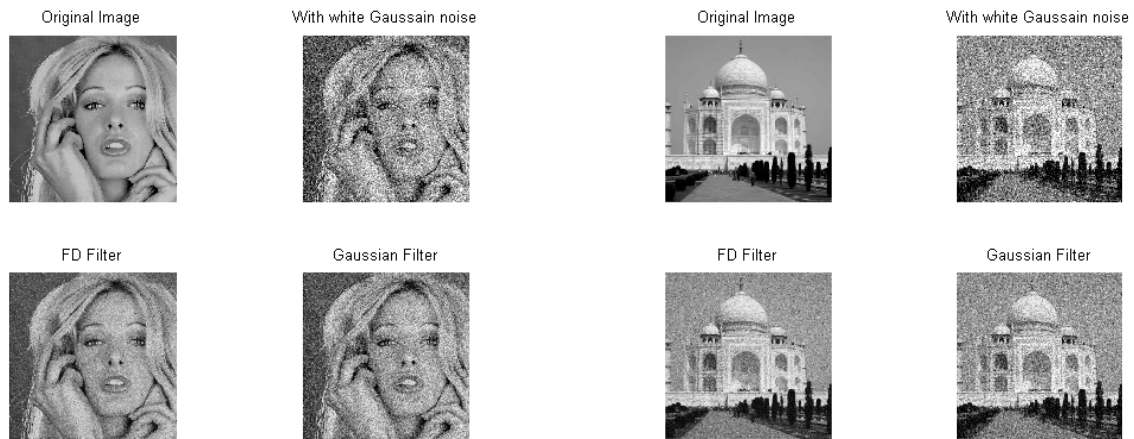 Original Image
With white Gaussain noise
Original Image
With white Gaussain noise
FD Filter
Gaussian Filter
FD Filter
Gaussian Filter